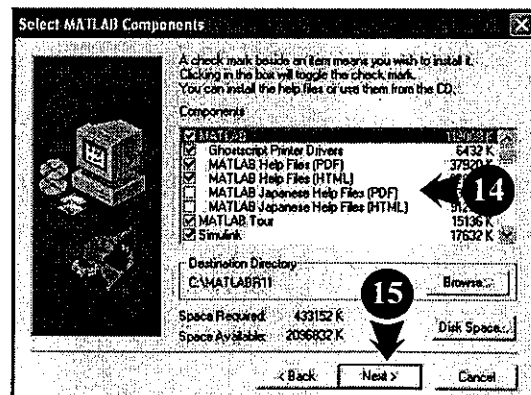 Select MATLAB Components
A check mark beside an item means you wish to install it.
Clicking in the box will toggle the check mark.
You can install the help files or use them from the CD.
Components
MATLAB
Ghostscript Printer Drivers 6432 K
MATLAB Help Files (PDF) 37920 K
MATLAB Help Files (HTML)
MATLAB Japanese Help Files (PDF)
MATLAB Japanese Help Files (HTML)
MATLAB Tour 15136 K
Simulink 17632 K
14
Destination Directory
C:\MATLABR11
Browse...
15
Space Required: 433152 K
Space Available: 2036832 K
Disk Space...
< Back
Next >
Cancel